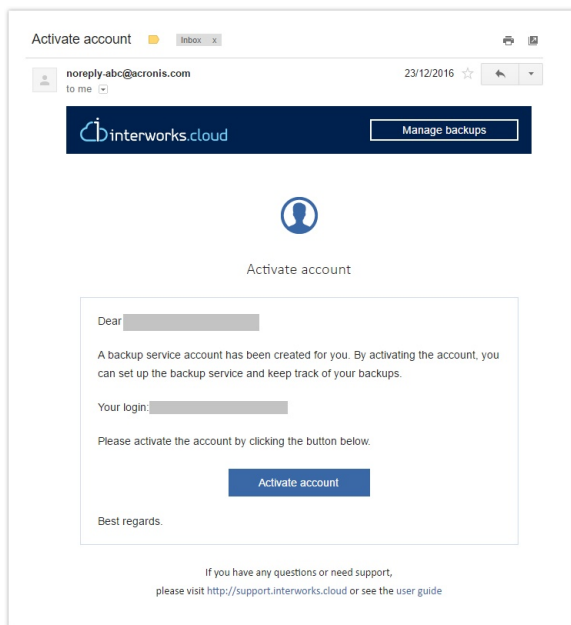 Activate account
Inbox x
noreply-abc@acronis.com 23/12/2016
to me
interworks.cloud Manage backups
Activate account
Dear
A backup service account has been created for you. By activating the account, you
can set up the backup service and keep track of your backups.
Your login:
Please activate the account by clicking the button below.
Activate account
Best regards.
If you have any questions or need support,
please visit http://support.interworks.cloud or see the user guide